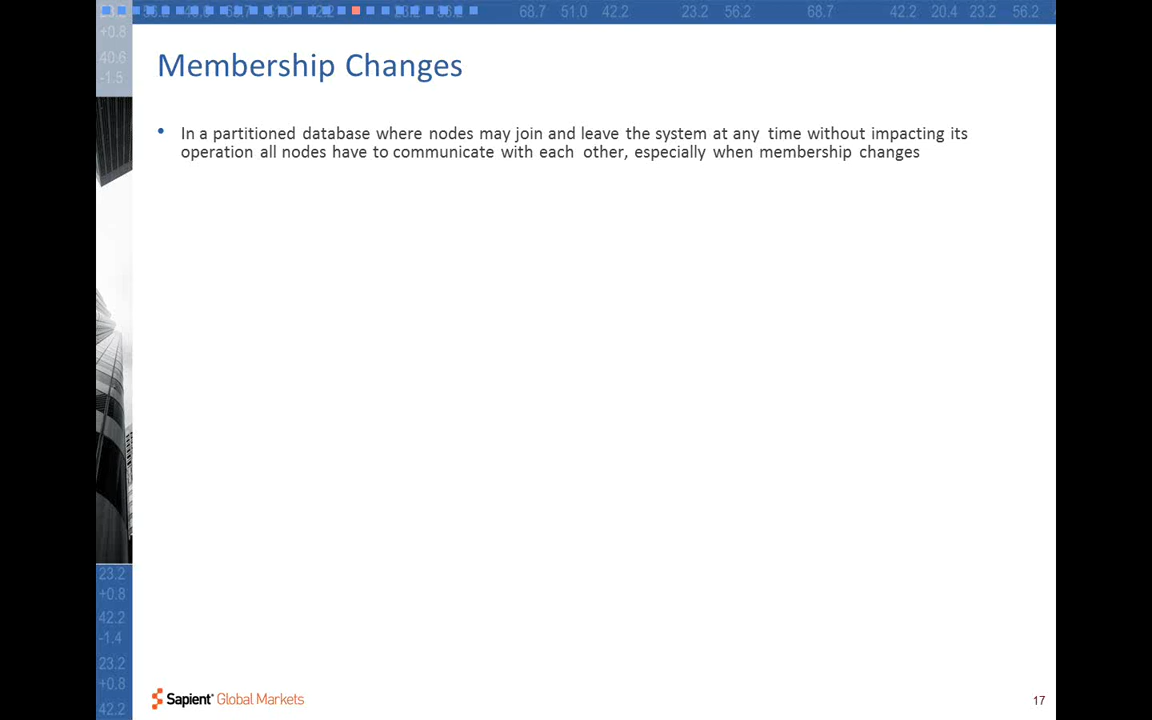 68.7 51.0 42.2 23.2 56.2 68.7 42.2 20.4 23.2 56.2
+0.8
40.6
-1.5
Membership Changes
• In a partitioned database where nodes may join and leave the system at any time without impacting its
operation all nodes have to communicate with each other, especially when membership changes
23.2
+0.8
42.2
-1.4
23.2
+0.8
42.2
Sapient Global Markets
17